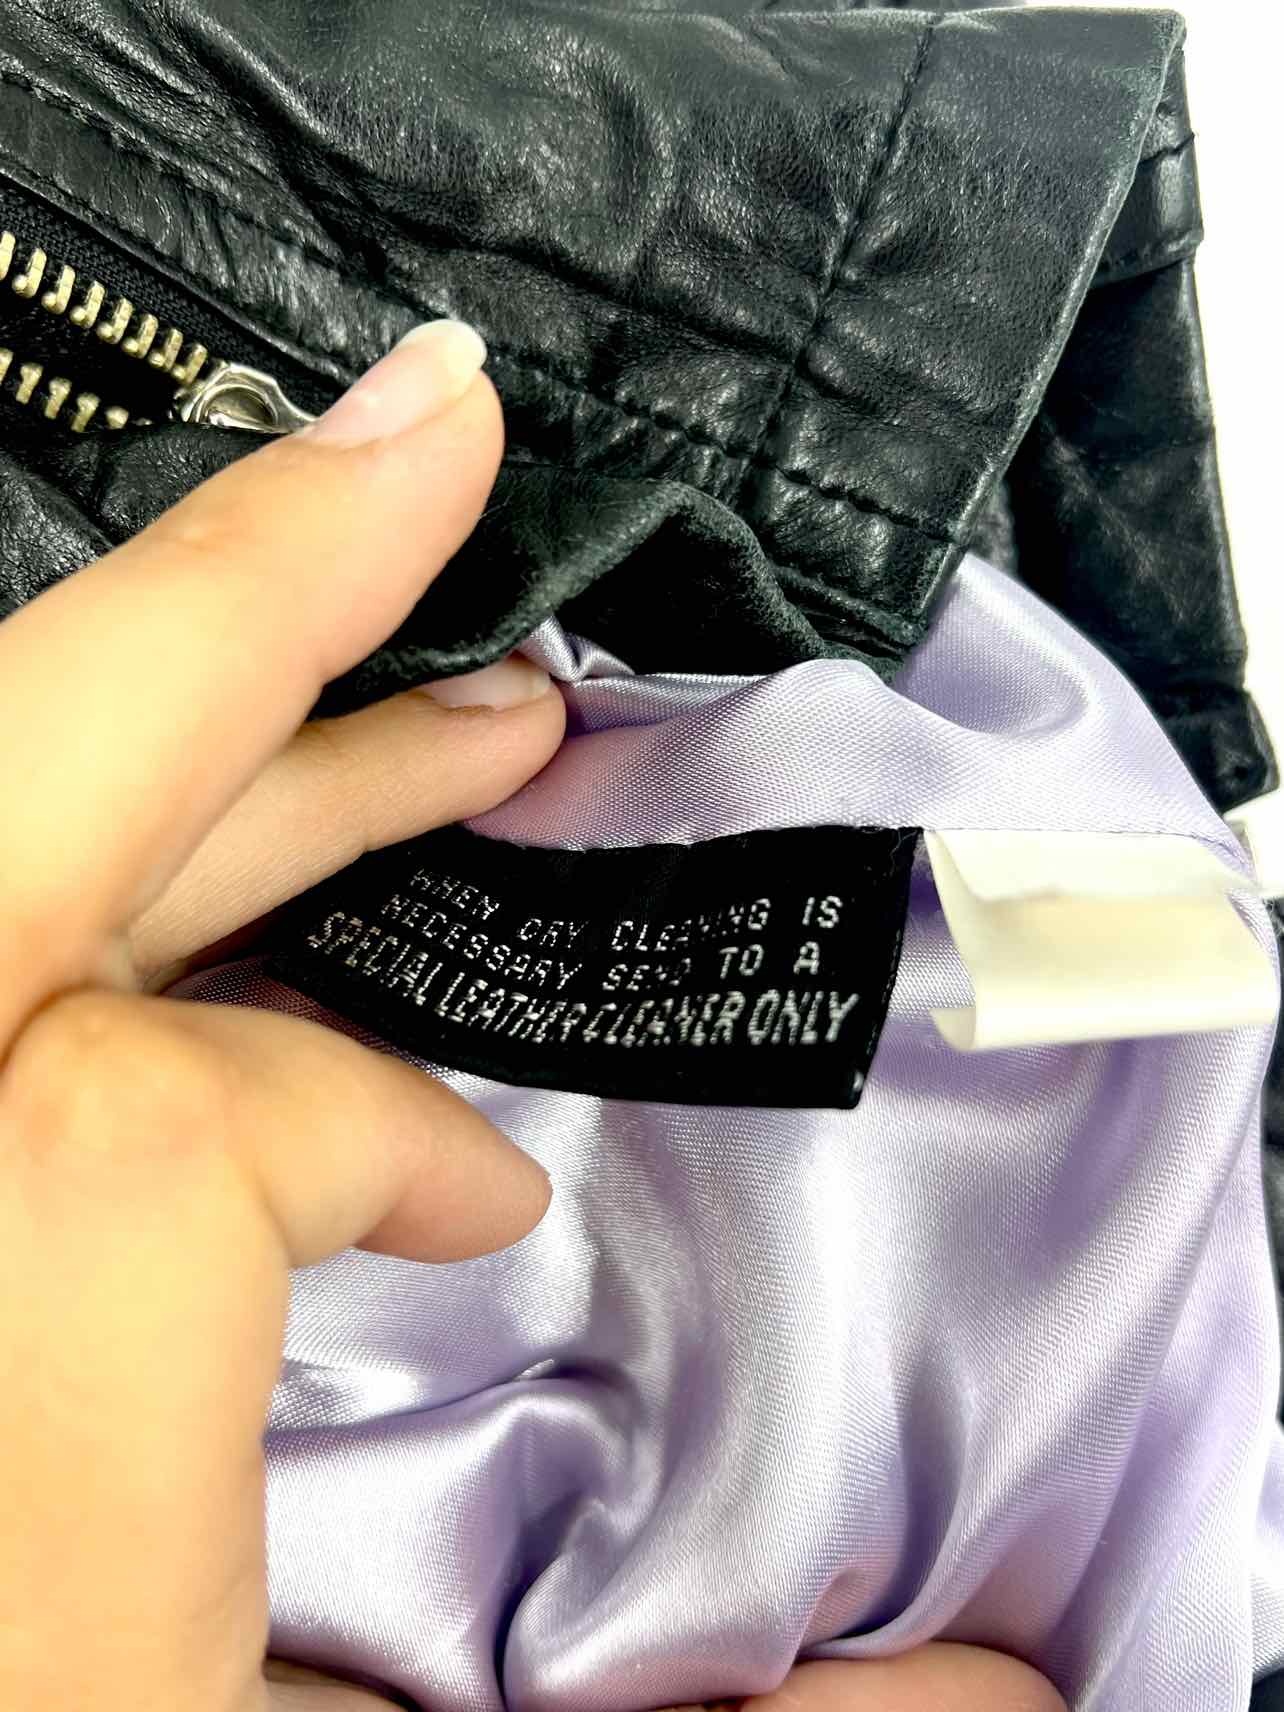 WHEN DRY CLEANING IS
NECESSARY SEND TO A
SPECIAL LEATHER CLEANER ONLY